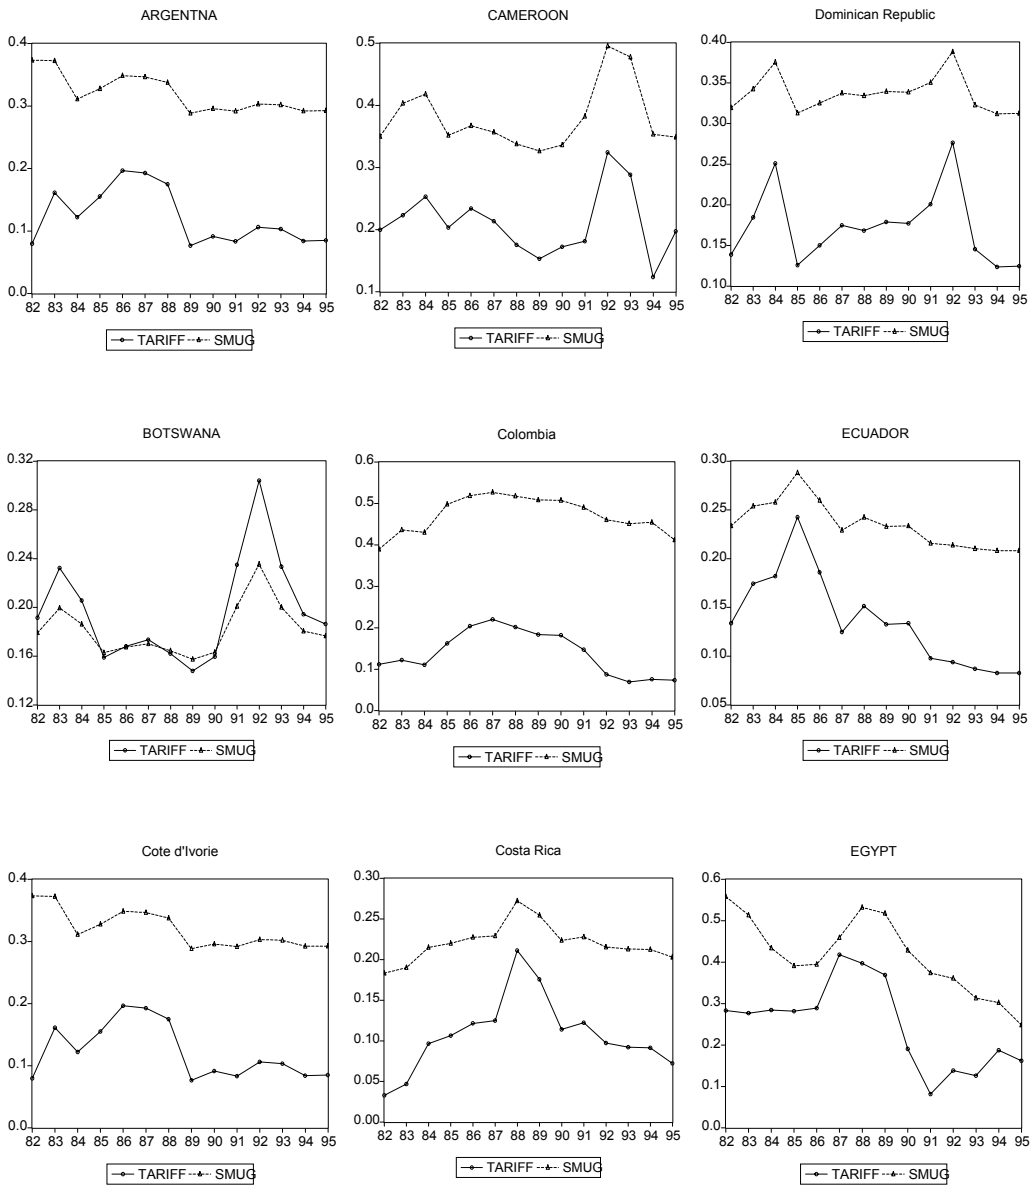 ARGENTNA
0.4
0.3
0.2
0.1
0.0
82 83 84 85 86 87 88 89 90 91 92 93 94 95
TARIFF SMUG
CAMEROON
0.5
0.4
0.3
0.2
0.1
82 83 84 85 86 87 88 89 90 91 92 93 94 95
TARIFF SMUG
Dominican Republic
0.40
0.35
0.30
0.25
0.20
0.15
0.10
82 83 84 85 86 87 88 89 90 91 92 93 94 95
TARIFF SMUG
BOTSWANA
0.32
0.28
0.24
0.20
0.16
0.12
82 83 84 85 86 87 88 89 90 91 92 93 94 95
TARIFF SMUG
Colombia
0.6
0.5
0.4
0.3
0.2
0.1
0.0
82 83 84 85 86 87 88 89 90 91 92 93 94 95
TARIFF SMUG
ECUADOR
0.30
0.25
0.20
0.15
0.10
0.05
82 83 84 85 86 87 88 89 90 91 92 93 94 95
TARIFF SMUG
Cote d'Ivorie
0.4
0.3
0.2
0.1
0.0
82 83 84 85 86 87 88 89 90 91 92 93 94 95
TARIFF SMUG
Costa Rica
0.30
0.25
0.20
0.15
0.10
0.05
0.00
82 83 84 85 86 87 88 89 90 91 92 93 94 95
TARIFF SMUG
EGYPT
0.6
0.5
0.4
0.3
0.2
0.1
0.0
82 83 84 85 86 87 88 89 90 91 92 93 94 95
TARIFF SMUG